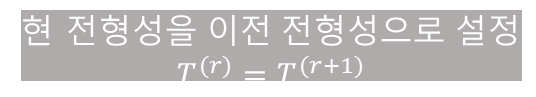 현 전형성을 이전 전형성으로 설정
T^{(r)} = T^{(r+1)}